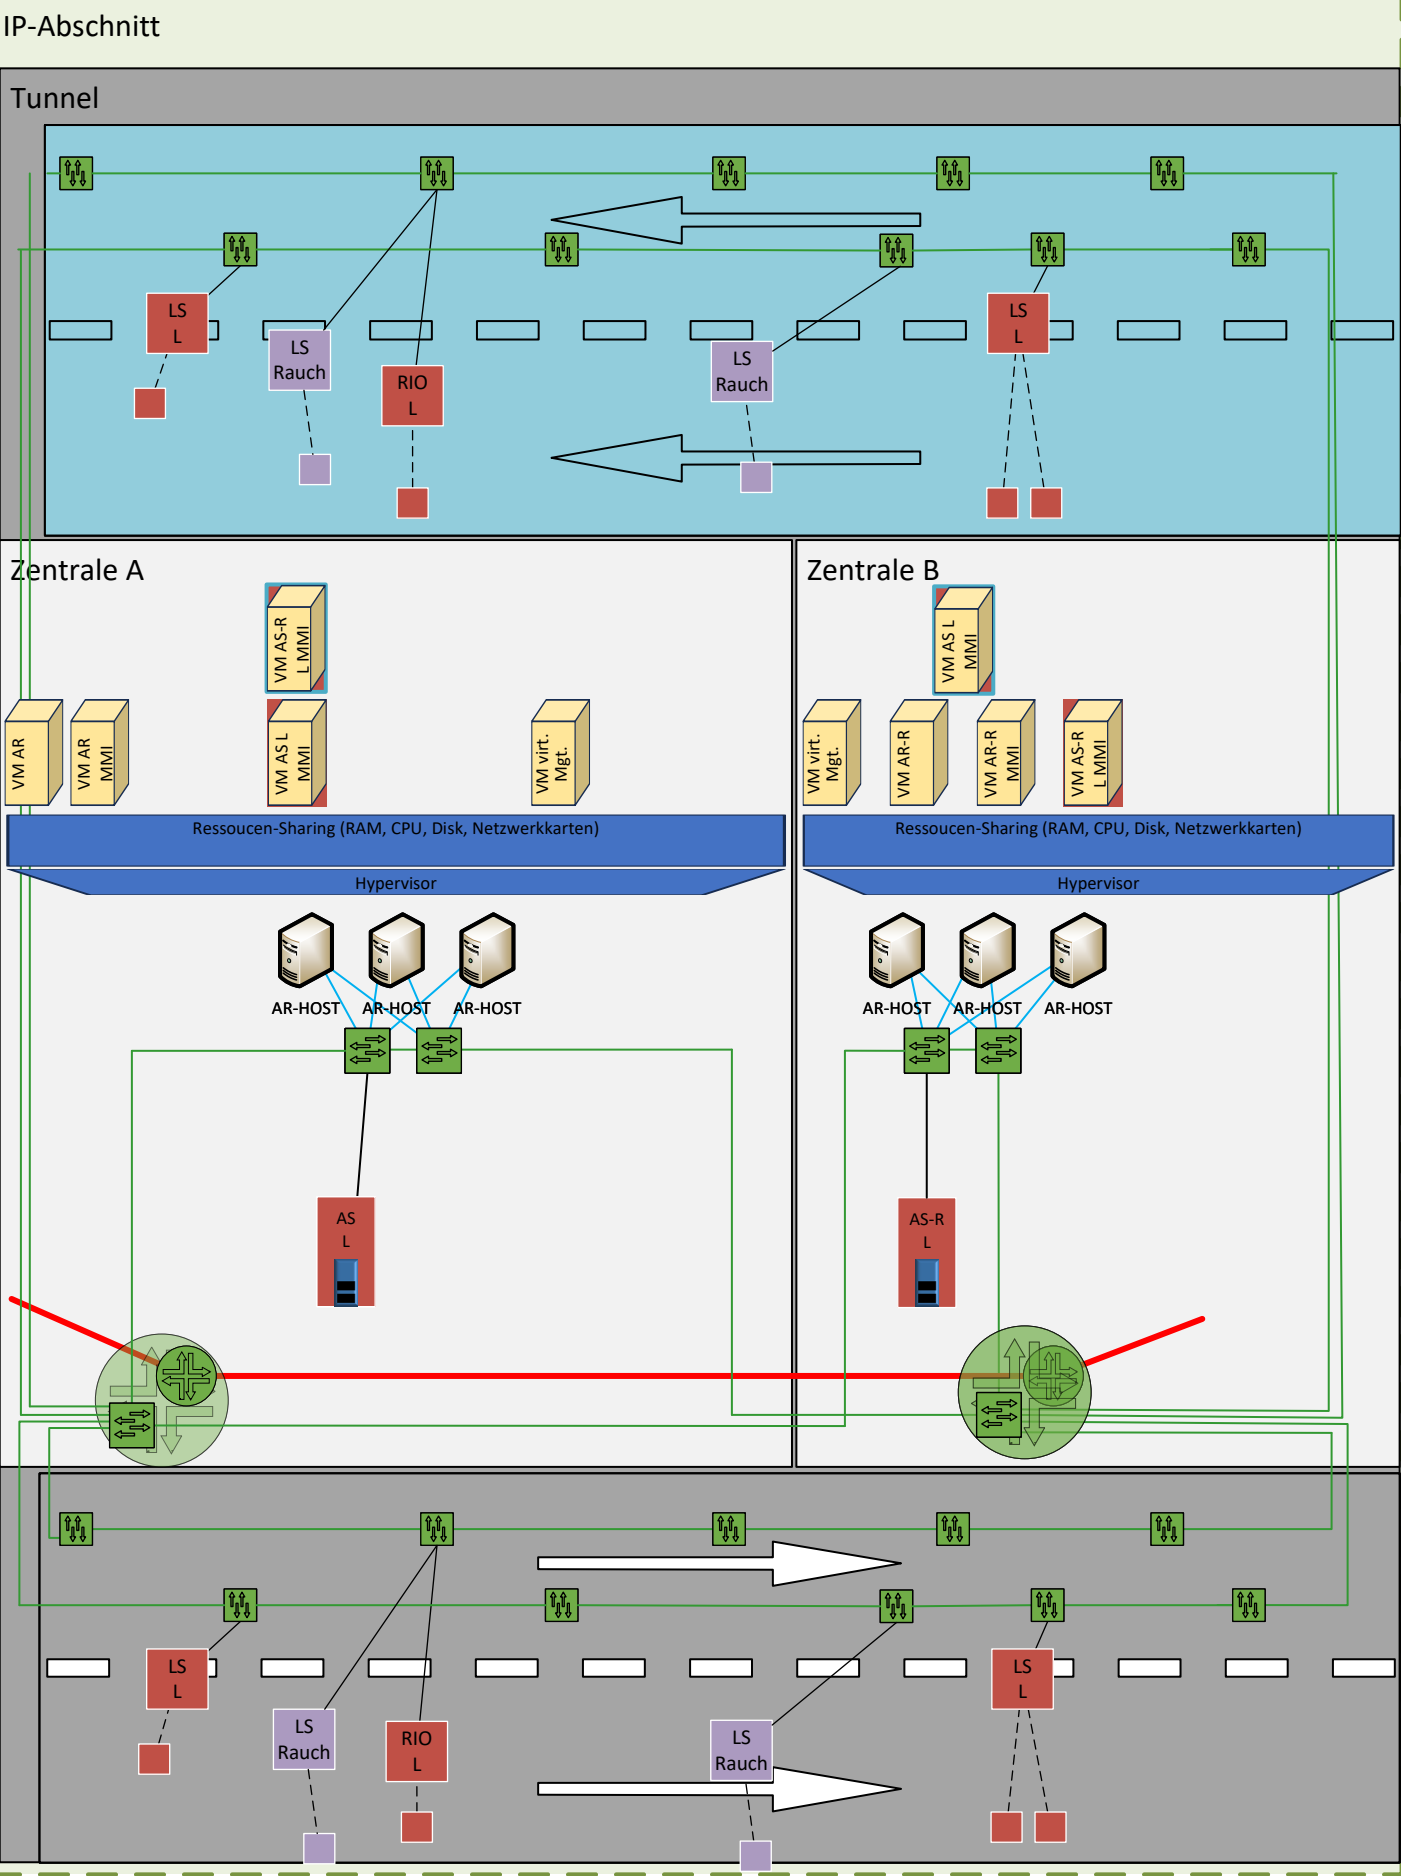 IP-Abschnitt
Tunnel
LS
L
LS
Rauch
RIO
L
LS
Rauch
LS
L
Zentrale A
VM AS-R
L MMI
VM AR
VM AR
MMI
VM AS L
MMI
VM virt.
Mgt.
Ressoucen-Sharing (RAM, CPU, Disk, Netzwerkkarten)
Hypervisor
AR-HOST
AR-HOST
AR-HOST
AS
L
Zentrale B
VM AS L
MMI
VM virt.
Mgt.
VM AR-R
VM AR-R
MMI
VM AS-R
L MMI
Ressoucen-Sharing (RAM, CPU, Disk, Netzwerkkarten)
Hypervisor
AR-HOST
AR-HOST
AR-HOST
AS-R
L
LS
L
LS
Rauch
RIO
L
LS
Rauch
LS
L